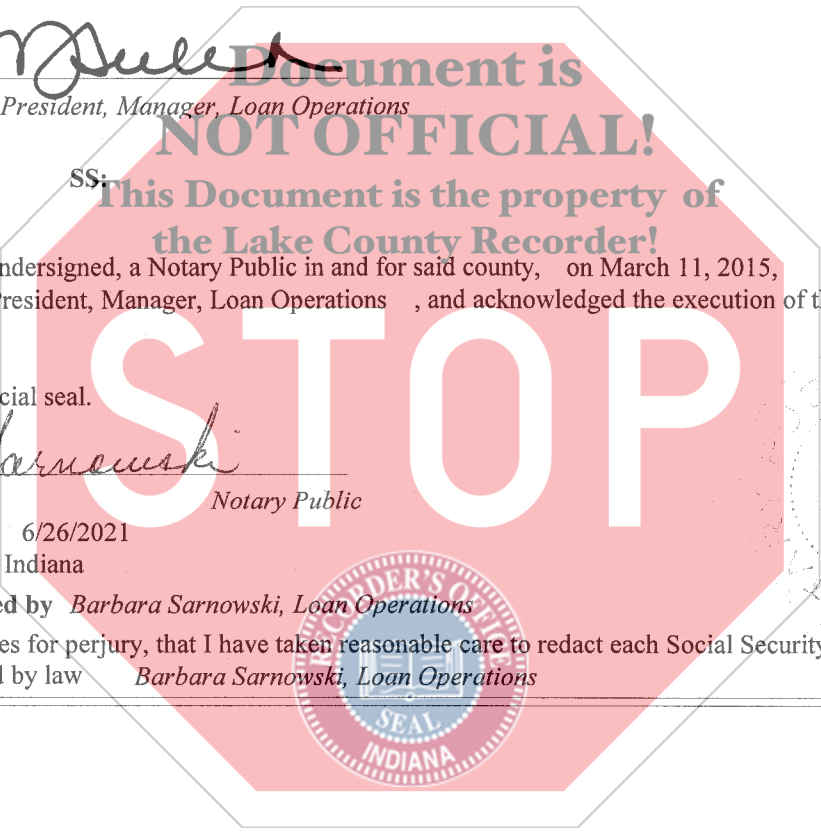 Document is
President, Manager, Loan Operations
NOT OFFICIAL!
SS:
This Document is the property of
the Lake County Recorder!
ndersigned, a Notary Public in and for said county, on March 11, 2015,
resident, Manager, Loan Operations , and acknowledged the execution of t
STOP
cial seal.
arnowski
Notary Public
6/26/2021
Indiana
ed by Barbara Sarnowski, Loan Operations
es for perjury, that I have taken reasonable care to redact each Social Security
d by law Barbara Sarnowski, Loan Operations
RECORDER'S OFFICE
SEAL
INDIANA